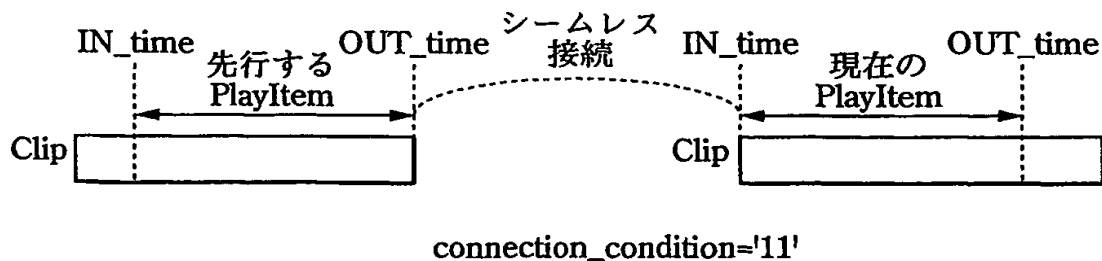 シームレス
接続
IN_time
OUT_time
IN_time
OUT_time
先行する
PlayItem
現在の
PlayItem
Clip
Clip
connection_condition='11'